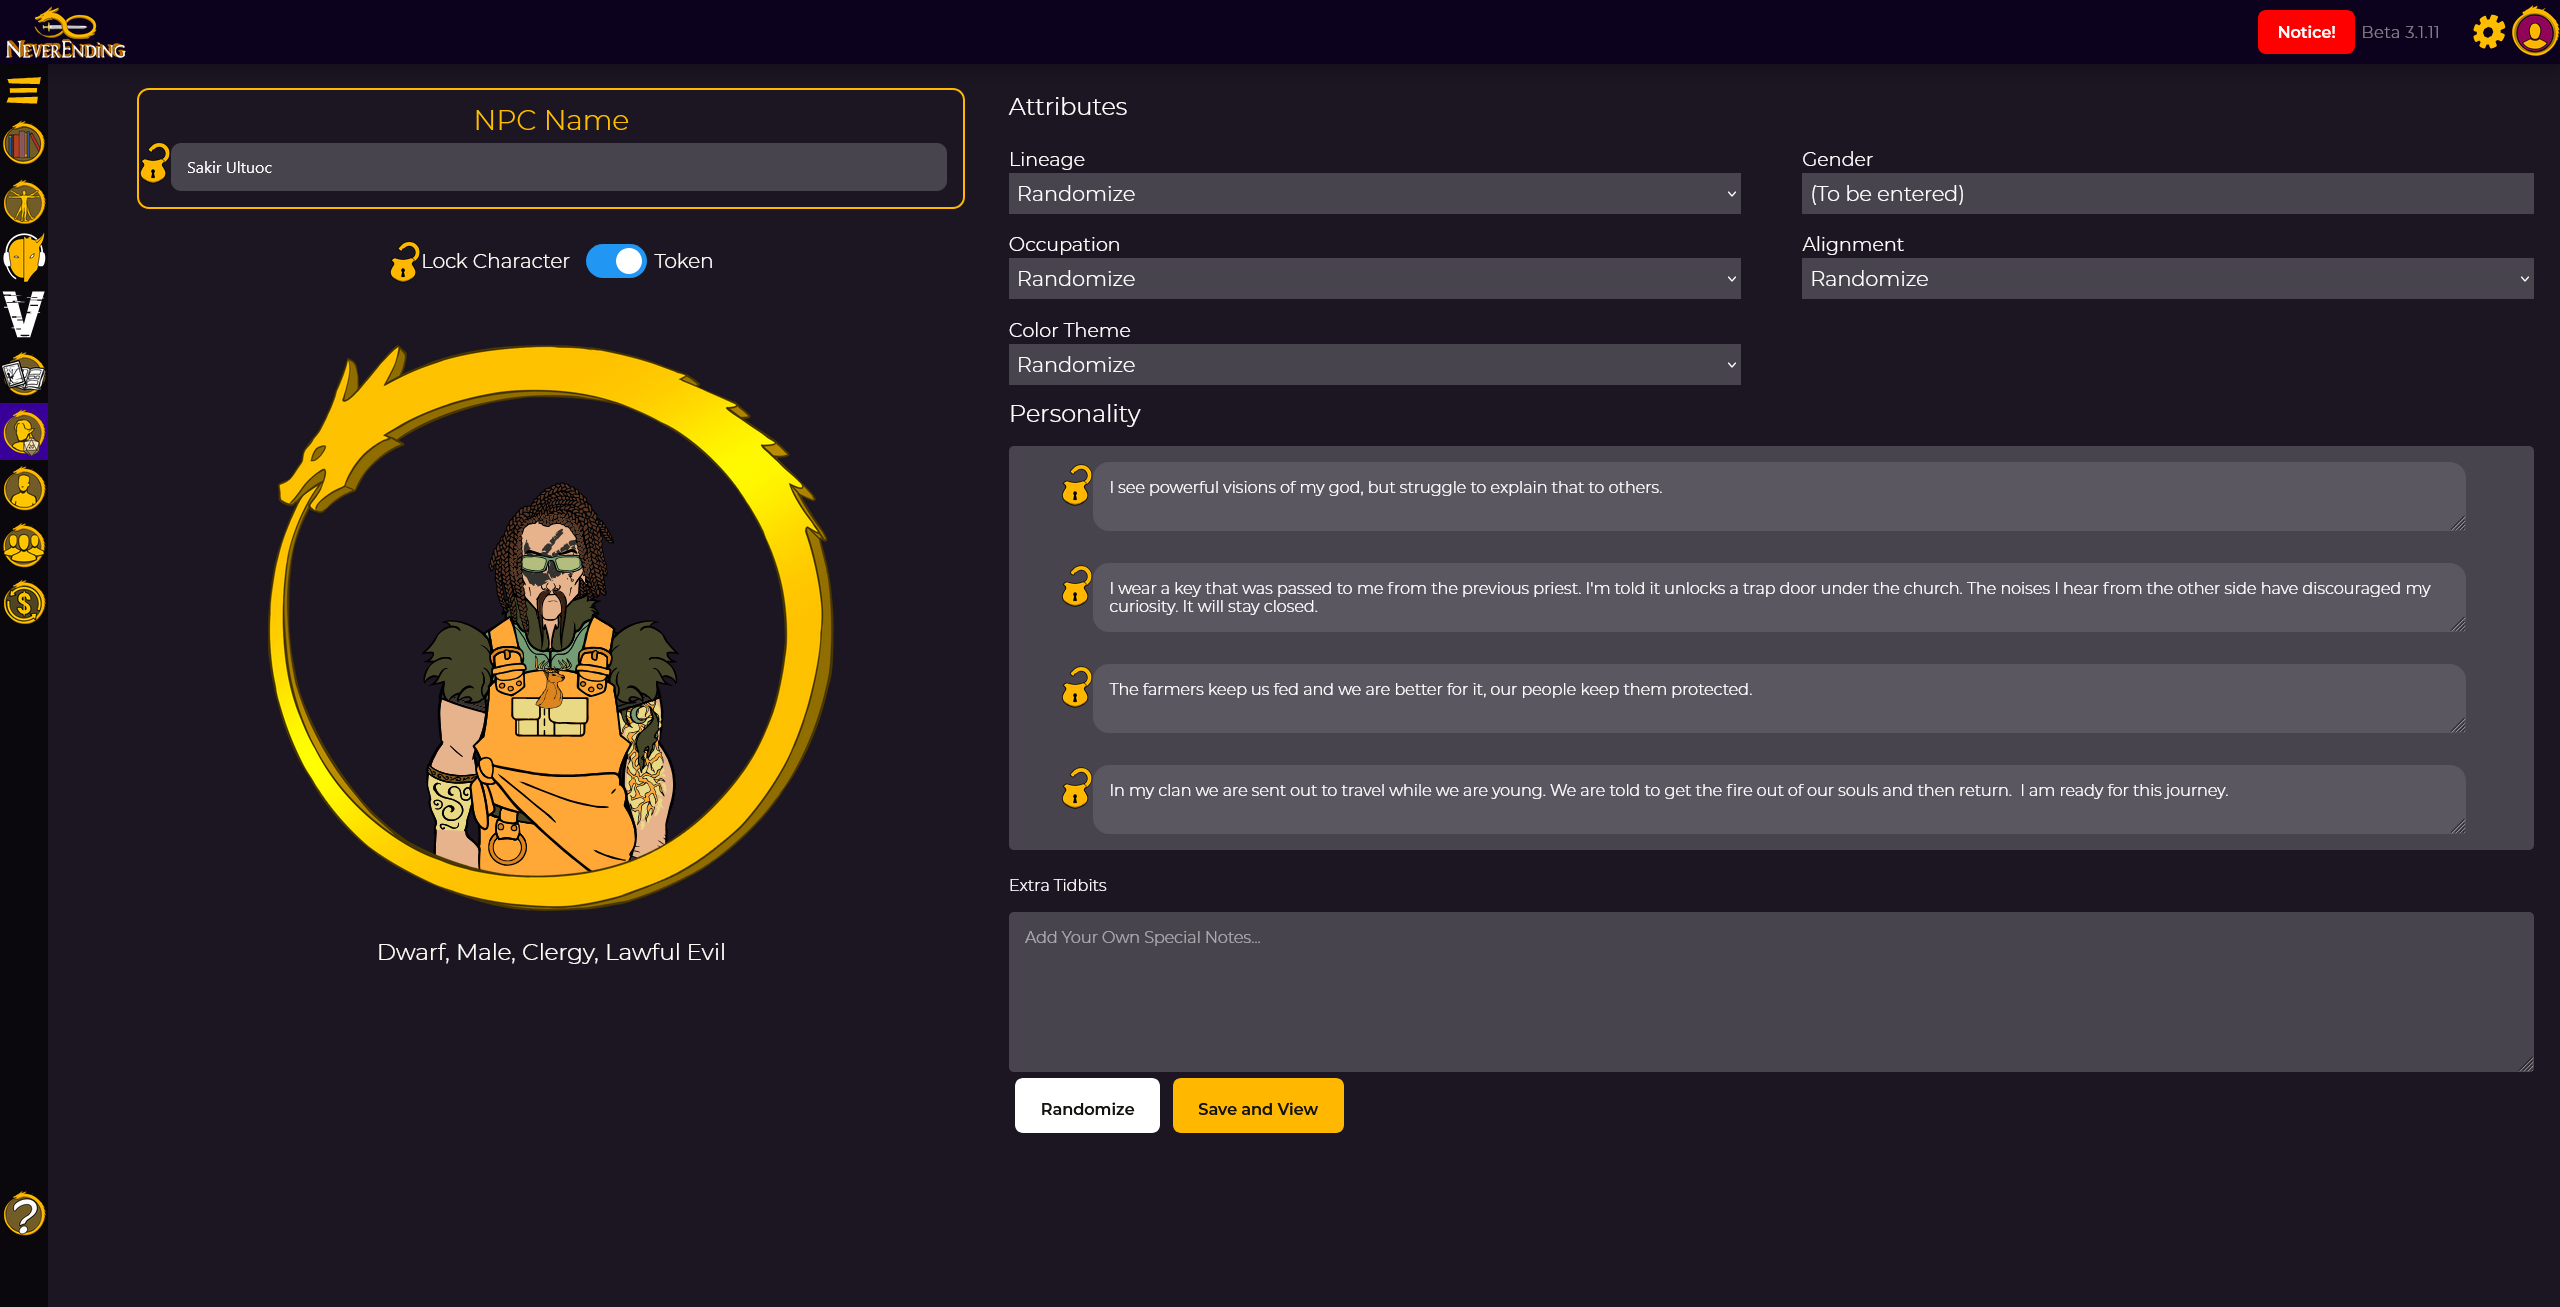 NEVERENDING
Notice!
Beta 3.1.11
NPC Name
Sakir Ultuoc
Lock Character
Token
Dwarf, Male, Clergy, Lawful Evil
Attributes
Lineage
Randomize
Gender
(To be entered)
Occupation
Randomize
Alignment
Randomize
Color Theme
Randomize
Personality
I see powerful visions of my god, but struggle to explain that to others.
I wear a key that was passed to me from the previous priest. I'm told it unlocks a trap door under the church. The noises I hear from the other side have discouraged my
curiosity. It will stay closed.
The farmers keep us fed and we are better for it, our people keep them protected.
In my clan we are sent out to travel while we are young. We are told to get the fire out of our souls and then return.  I am ready for this journey.
Extra Tidbits
Add Your Own Special Notes...
Randomize
Save and View